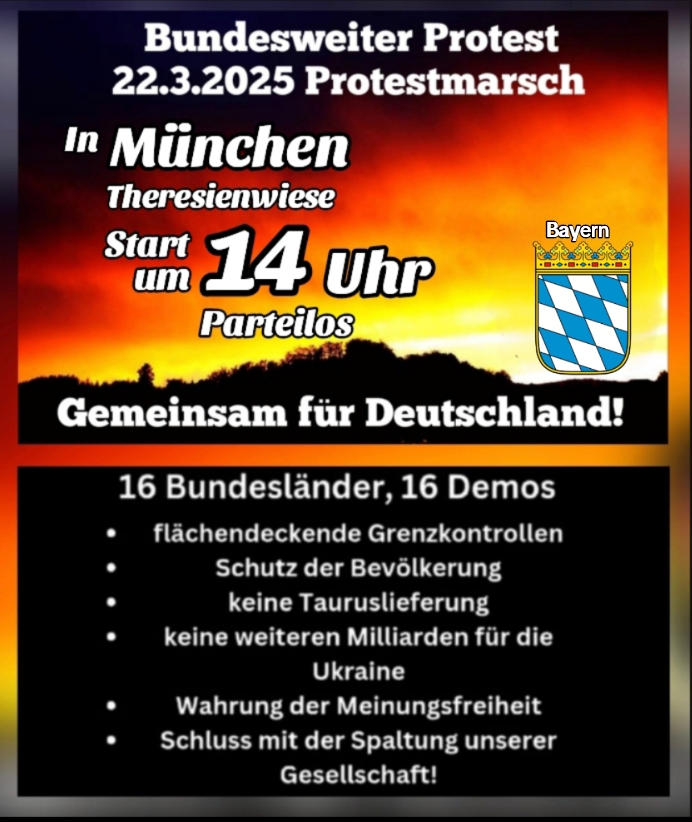 Bundesweiter Protest
22.3.2025 Protestmarsch
In München
Theresienwiese
Start um 14 Uhr
Parteilos
Bayern
Gemeinsam für Deutschland!
16 Bundesländer, 16 Demos
• flächendeckende Grenzkontrollen
• Schutz der Bevölkerung
• keine Tauruslieferung
• keine weiteren Milliarden für die
Ukraine
• Wahrung der Meinungsfreiheit
• Schluss mit der Spaltung unserer
Gesellschaft!